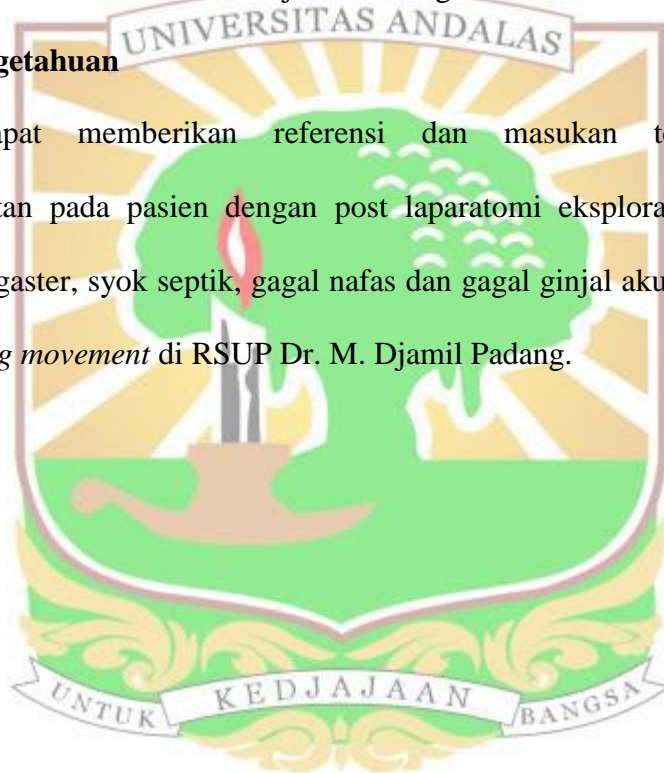 UNIVERSITAS ANDALAS
getahuan
apat memberikan referensi dan masukan t
tan pada pasien dengan post laparatomi eksplora
gaster, syok septik, gagal nafas dan gagal ginjal aku
g movement di RSUP Dr. M. Djamil Padang.
UNTUK KEDJAJAAN BANGSA